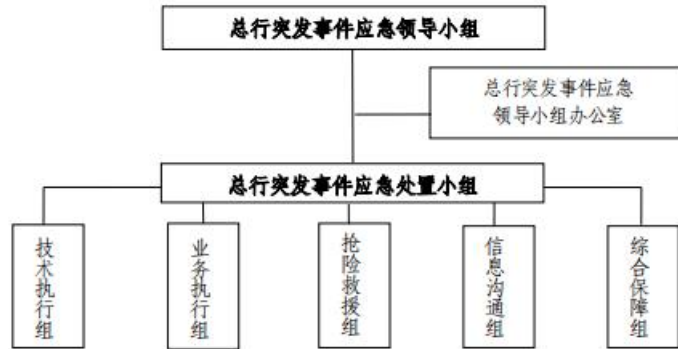 总行突发事件应急领导小组
总行突发事件应急
领导小组办公室
总行突发事件应急处置小组
技术执行组
业务执行组
抢险救援组
信息沟通组
综合保障组